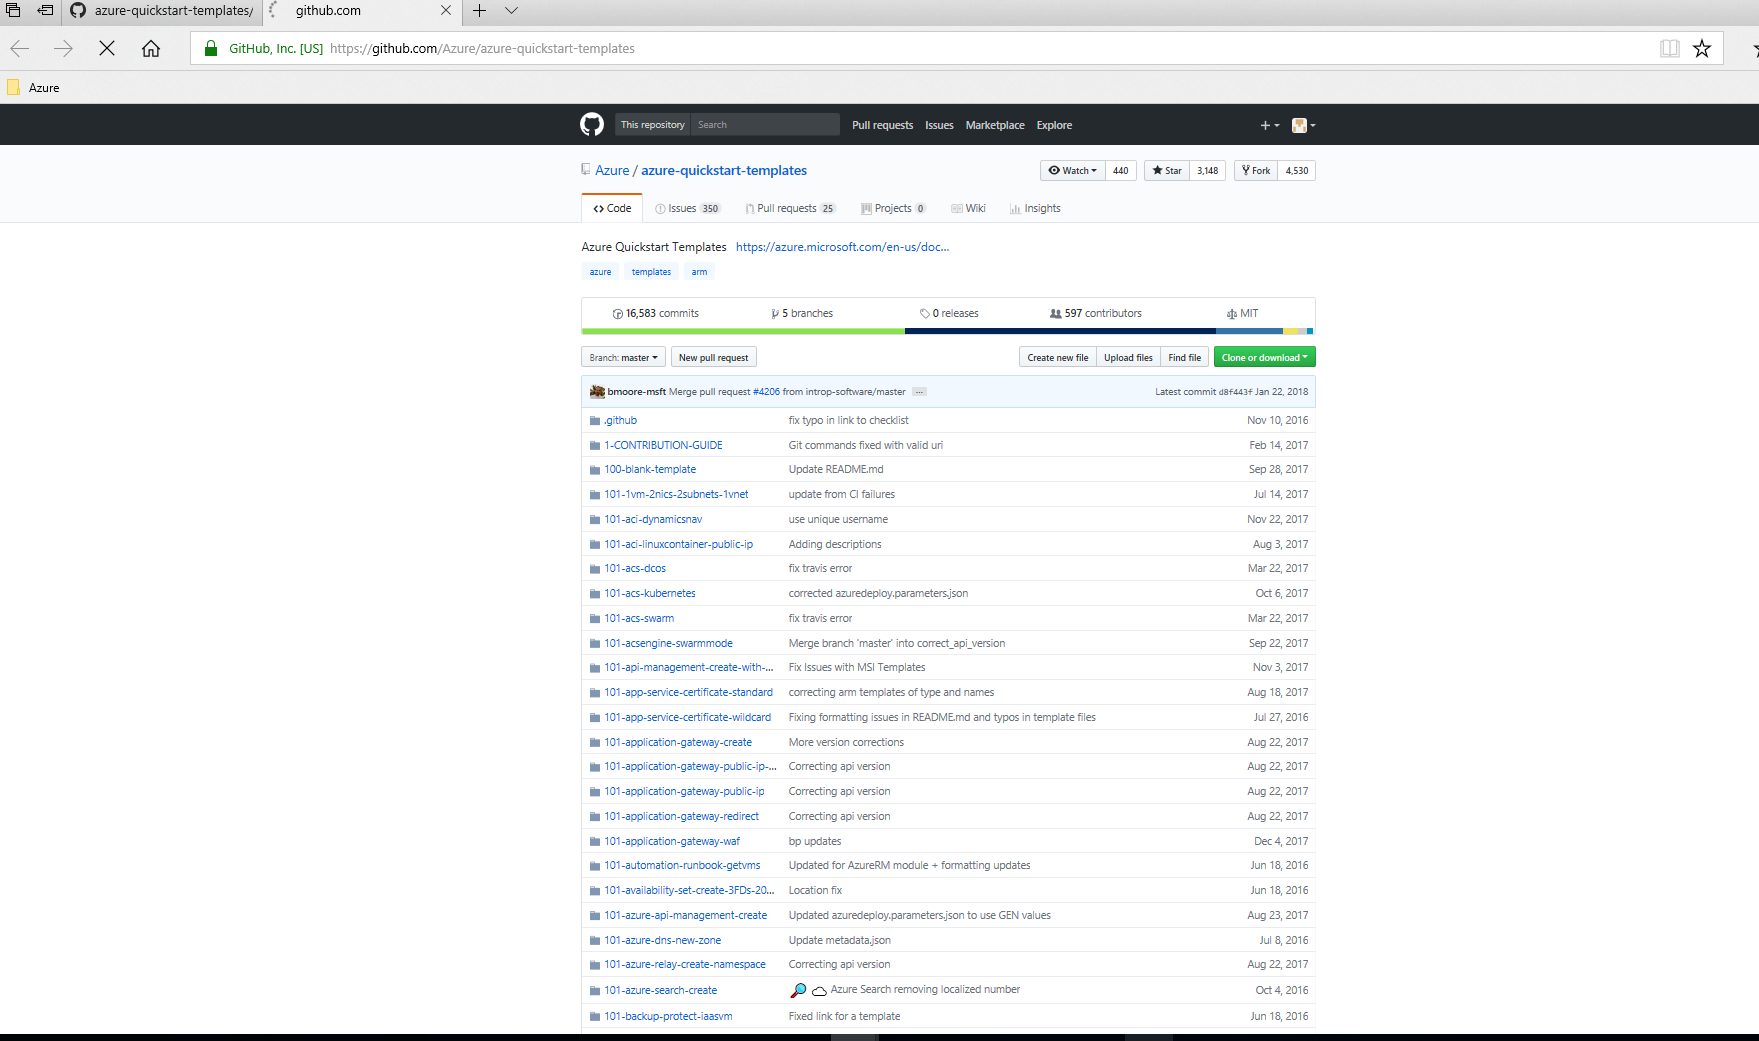 azure-quickstart-templates/ github.com
GitHub, Inc. [US] https://github.com/Azure/azure-quickstart-templates
Azure
This repository Search Pull requests Issues Marketplace Explore
Azure / azure-quickstart-templates Watch 440 Star 3,148 Fork 4,530
Code Issues 350 Pull requests 25 Projects 0 Wiki Insights
Azure Quickstart Templates https://azure.microsoft.com/en-us/doc...
azure templates arm
16,583 commits 5 branches 0 releases 597 contributors MIT
Branch: master New pull request Create new file Upload files Find file Clone or download
bmoore-msft Merge pull request #4206 from introp-software/master ... Latest commit d8f443f Jan 22, 2018
.github fix typo in link to checklist Nov 10, 2016
1-CONTRIBUTION-GUIDE Git commands fixed with valid uri Feb 14, 2017
100-blank-template Update README.md Sep 28, 2017
101-1vm-2nics-2subnets-1vnet update from CI failures Jul 14, 2017
101-aci-dynamicsnav use unique username Nov 22, 2017
101-aci-linuxcontainer-public-ip Adding descriptions Aug 3, 2017
101-acs-dcos fix travis error Mar 22, 2017
101-acs-kubernetes corrected azuredeploy.parameters.json Oct 6, 2017
101-acs-swarm fix travis error Mar 22, 2017
101-acsengine-swarmmode Merge branch 'master' into correct_api_version Sep 22, 2017
101-api-management-create-with-... Fix Issues with MSI Templates Nov 3, 2017
101-app-service-certificate-standard correcting arm templates of type and names Aug 18, 2017
101-app-service-certificate-wildcard Fixing formatting issues in README.md and typos in template files Jul 27, 2016
101-application-gateway-create More version corrections Aug 22, 2017
101-application-gateway-public-ip-... Correcting api version Aug 22, 2017
101-application-gateway-public-ip Correcting api version Aug 22, 2017
101-application-gateway-redirect Correcting api version Aug 22, 2017
101-application-gateway-waf bp updates Dec 4, 2017
101-automation-runbook-getvms Updated for AzureRM module + formatting updates Jun 18, 2016
101-availability-set-create-3FDs-20... Location fix Jun 18, 2016
101-azure-api-management-create Updated azuredeploy.parameters.json to use GEN values Aug 23, 2017
101-azure-dns-new-zone Update metadata.json Jul 8, 2016
101-azure-relay-create-namespace Correcting api version Aug 22, 2017
101-azure-search-create 🔎 ☁ Azure Search removing localized number Oct 4, 2016
101-backup-protect-iaasvm Fixed link for a template Jun 18, 2016